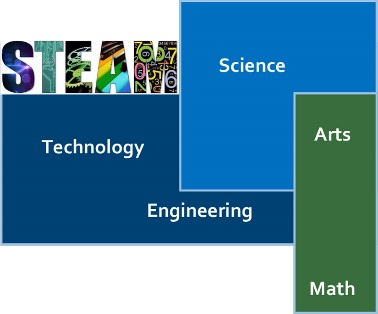 STEAM
Science
Technology
Arts
Engineering
Math